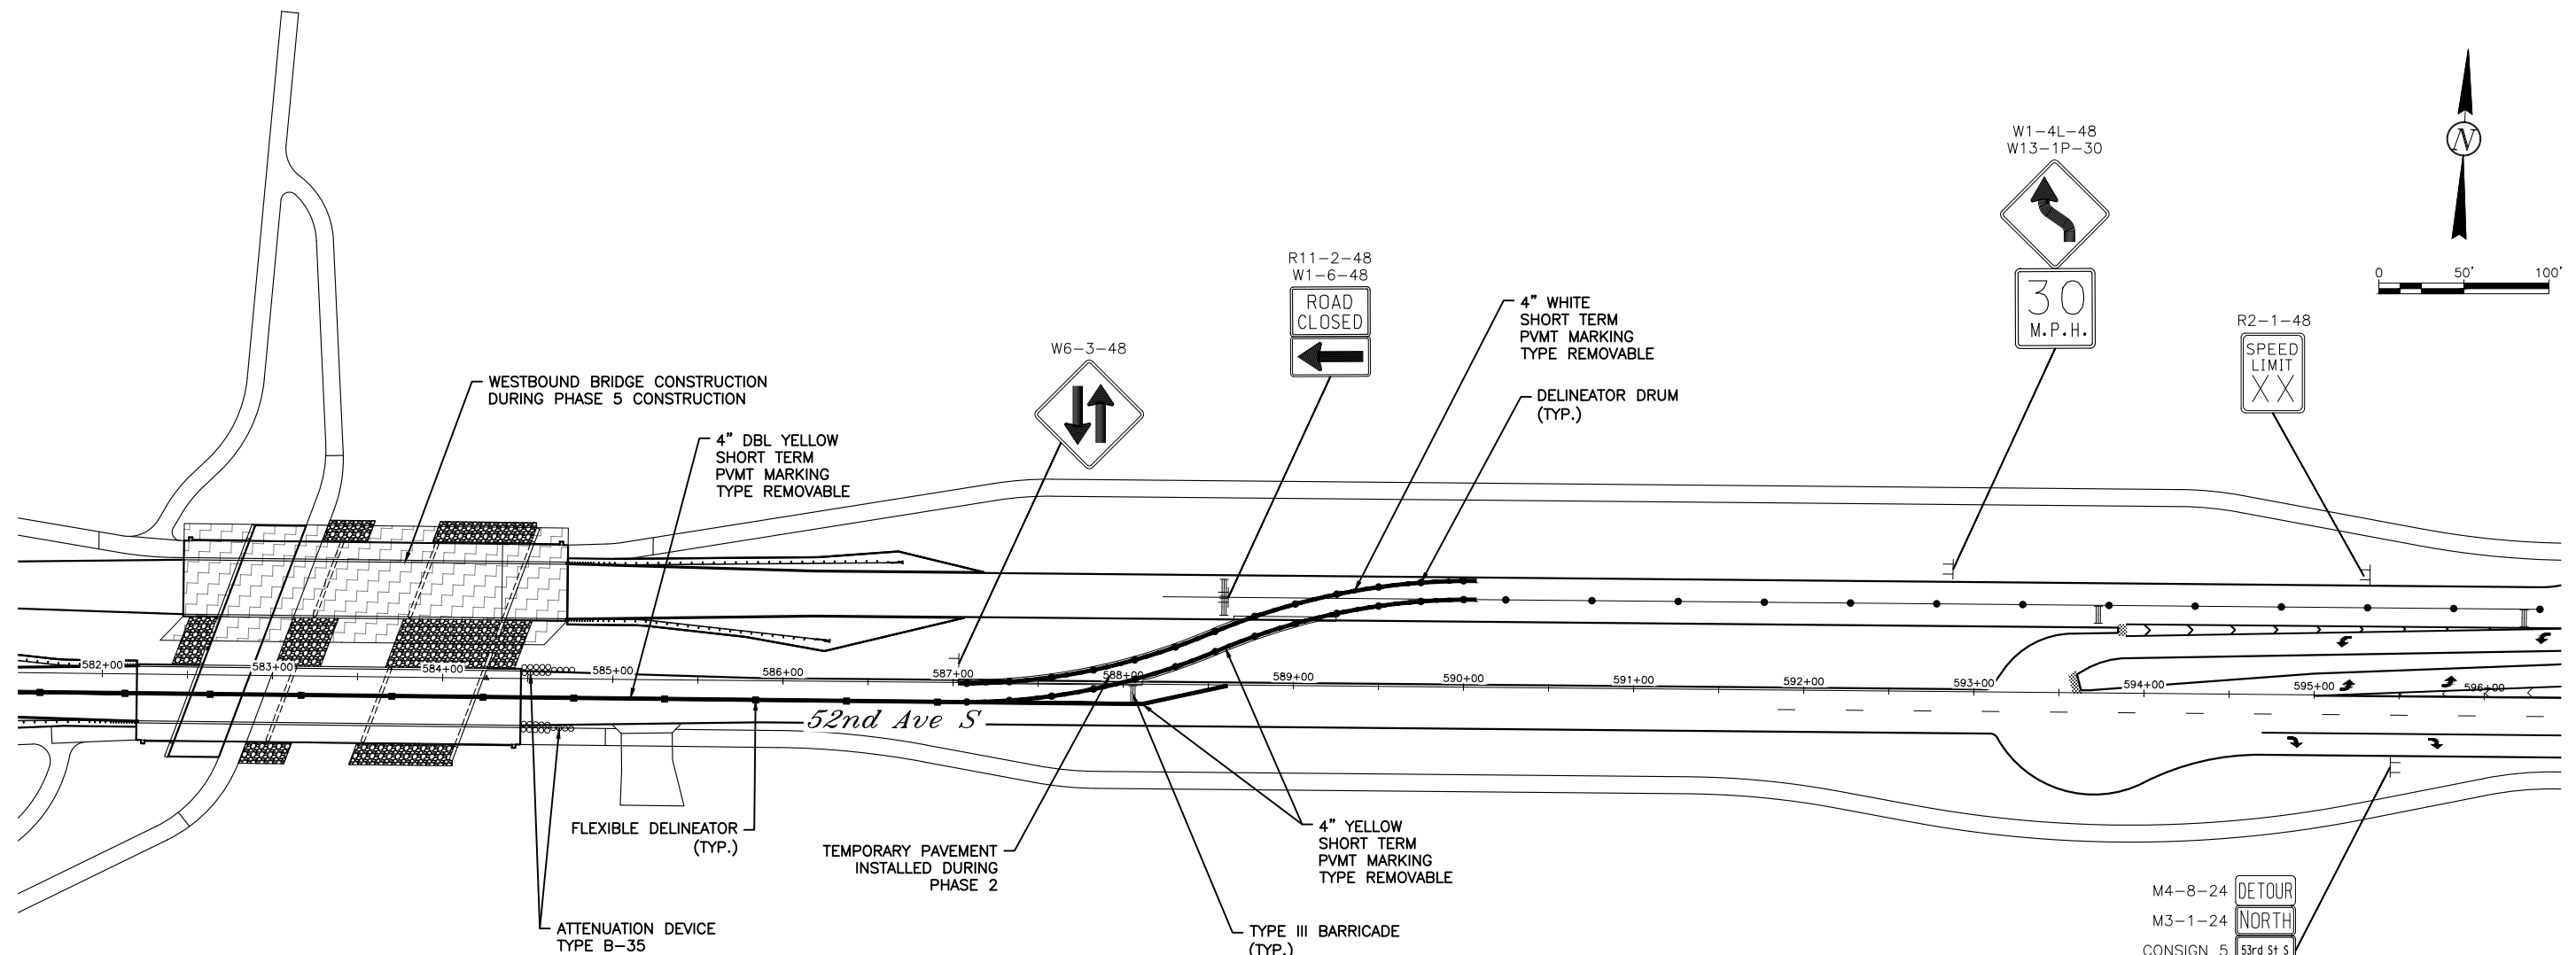 W1-4L-48
W13-1P-30
N
30
M.P.H.
0 50' 100'
R11-2-48
W1-6-48
ROAD
CLOSED
4" WHITE
SHORT TERM
PVMT MARKING
TYPE REMOVABLE
R2-1-48
SPEED
LIMIT
XX
W6-3-48
WESTBOUND BRIDGE CONSTRUCTION
DURING PHASE 5 CONSTRUCTION
DELINEATOR DRUM
(TYP.)
4" DBL YELLOW
SHORT TERM
PVMT MARKING
TYPE REMOVABLE
582+00 583+00 584+00 585+00 586+00 587+00 588+00 589+00 590+00 591+00 592+00 593+00 594+00 595+00 596+00
52nd Ave S
FLEXIBLE DELINEATOR
(TYP.)
TEMPORARY PAVEMENT
INSTALLED DURING
PHASE 2
4" YELLOW
SHORT TERM
PVMT MARKING
TYPE REMOVABLE
ATTENUATION DEVICE
TYPE B-35
TYPE III BARRICADE
(TYP.)
M4-8-24 DETOUR
M3-1-24 NORTH
CONSIGN 5 53rd St S